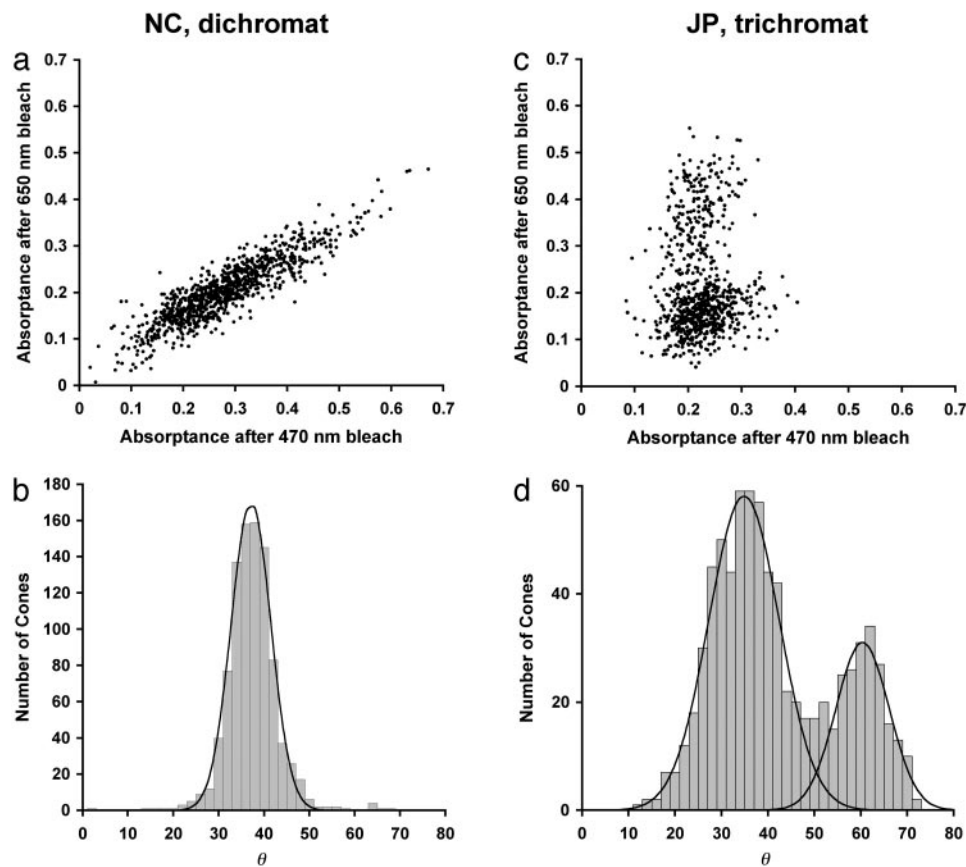 NC, dichromat
JP, trichromat
a
Absorptance after 650 nm bleach
0.7
0.6
0.5
0.4
0.3
0.2
0.1
0
0 0.1 0.2 0.3 0.4 0.5 0.6 0.7
Absorptance after 470 nm bleach
c
Absorptance after 650 nm bleach
0.7
0.6
0.5
0.4
0.3
0.2
0.1
0
0 0.1 0.2 0.3 0.4 0.5 0.6 0.7
Absorptance after 470 nm bleach
b
Number of Cones
180
160
140
120
100
80
60
40
20
0
0 10 20 30 40 50 60 70 80
θ
d
Number of Cones
60
40
20
0
0 10 20 30 40 50 60 70 80
θ